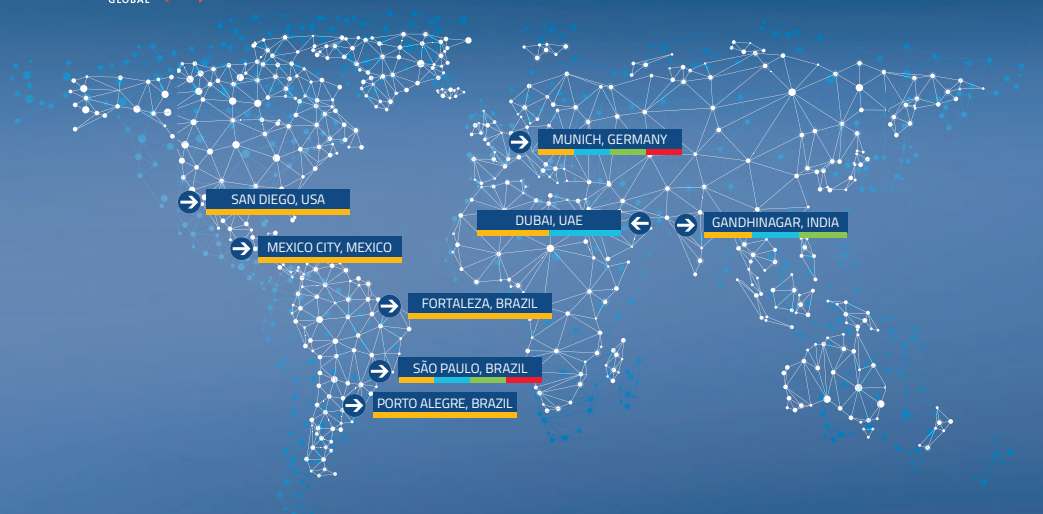 GLOBAL
MUNICH, GERMANY
SAN DIEGO, USA
DUBAI, UAE
GANDHINAGAR, INDIA
MEXICO CITY, MEXICO
FORTALEZA, BRAZIL
SÃO PAULO, BRAZIL
PORTO ALEGRE, BRAZIL